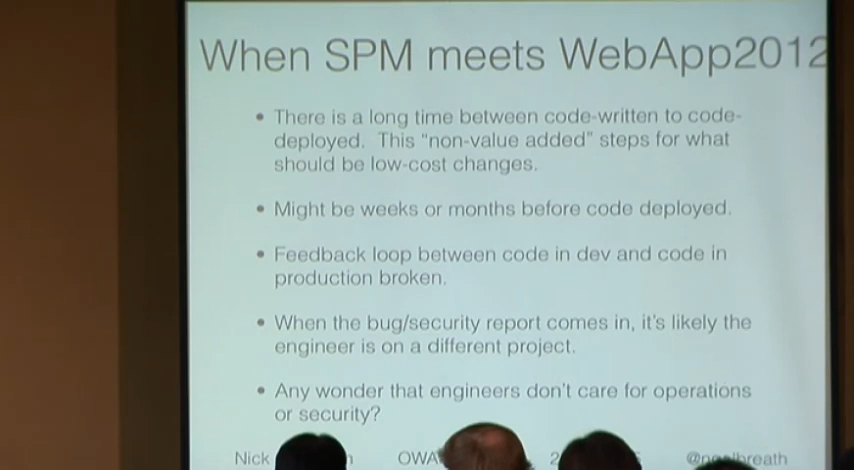 When SPM meets WebApp2012
• There is a long time between code-written to code-
deployed. This "non-value added" steps for what
should be low-cost changes.
• Might be weeks or months before code deployed.
• Feedback loop between code in dev and code in
production broken.
• When the bug/security report comes in, it's likely the
engineer is on a different project.
• Any wonder that engineers don't care for operations
or security?
Nick